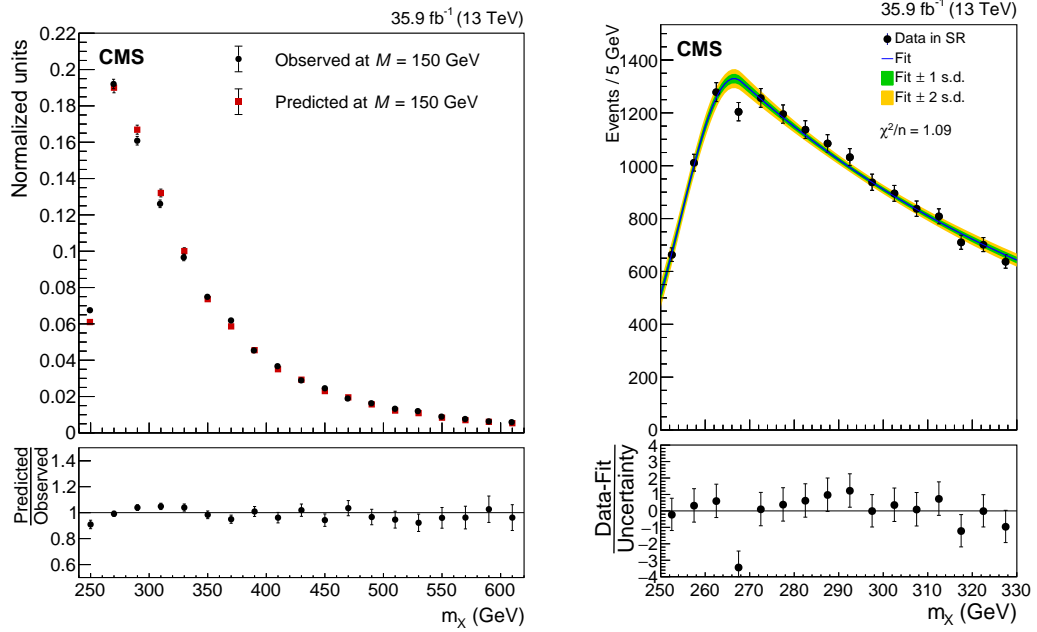 35.9 fb⁻¹ (13 TeV)
CMS
Observed at M = 150 GeV
Predicted at M = 150 GeV
Normalized units
0.22
0.2
0.18
0.16
0.14
0.12
0.1
0.08
0.06
0.04
0.02
0
Predicted
Observed
1.4
1.2
1
0.8
0.6
250 300 350 400 450 500 550 600
m_X (GeV)
35.9 fb⁻¹ (13 TeV)
CMS
Data in SR
Fit
Fit ± 1 s.d.
Fit ± 2 s.d.
χ²/n = 1.09
Events / 5 GeV
1400
1200
1000
800
600
400
200
0
Data-Fit
Uncertainty
4
3
2
1
0
−1
−2
−3
−4
250 260 270 280 290 300 310 320 330
m_X (GeV)